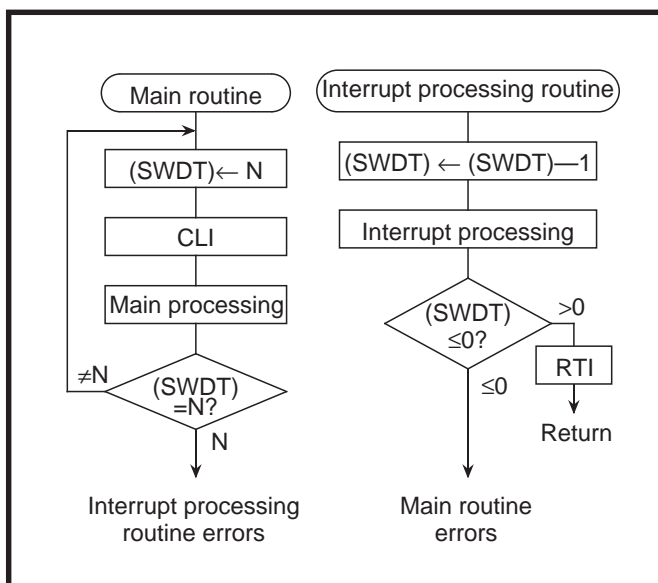 Main routine
(SWDT)← N
CLI
Main processing
≠N
(SWDT)
=N?
N
Interrupt processing
routine errors
Interrupt processing routine
(SWDT) ← (SWDT)—1
Interrupt processing
(SWDT)
≤0?
>0
RTI
Return
≤0
Main routine
errors